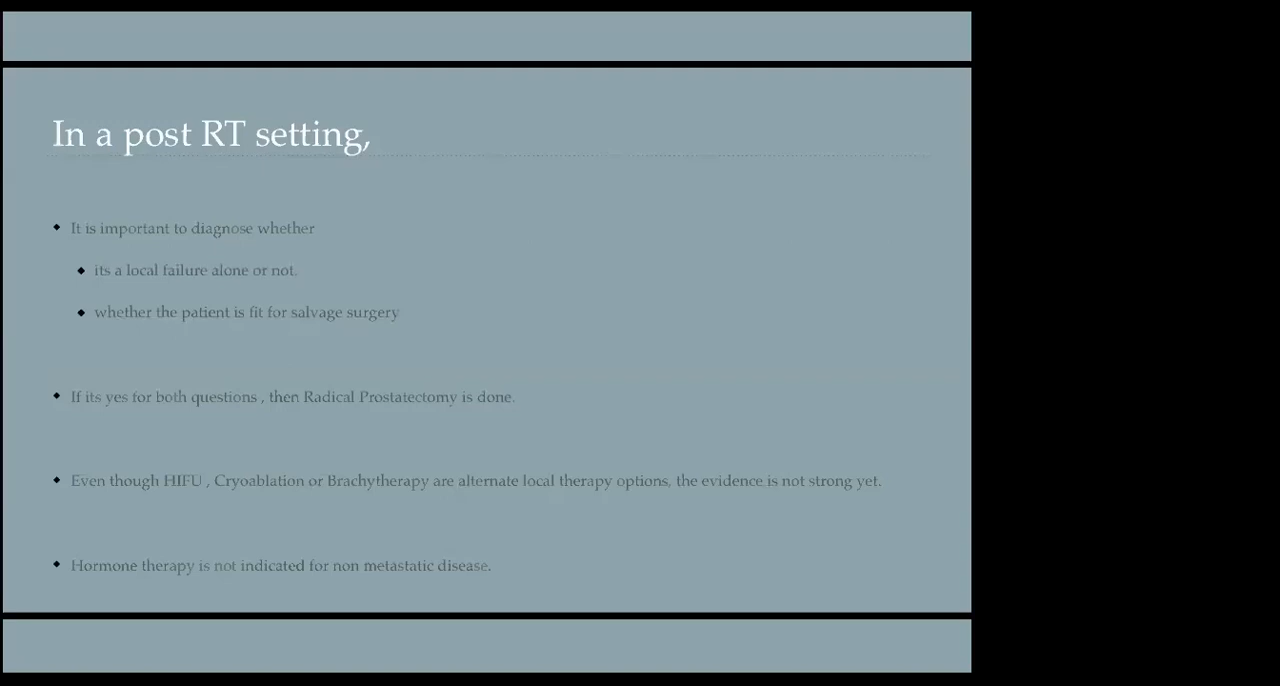 In a post RT setting,
It is important to diagnose whether
its a local failure alone or not.
whether the patient is fit for salvage surgery
If its yes for both questions , then Radical Prostatectomy is done.
Even though HIFU , Cryoablation or Brachytherapy are alternate local therapy options, the evidence is not strong yet.
Hormone therapy is not indicated for non metastatic disease.